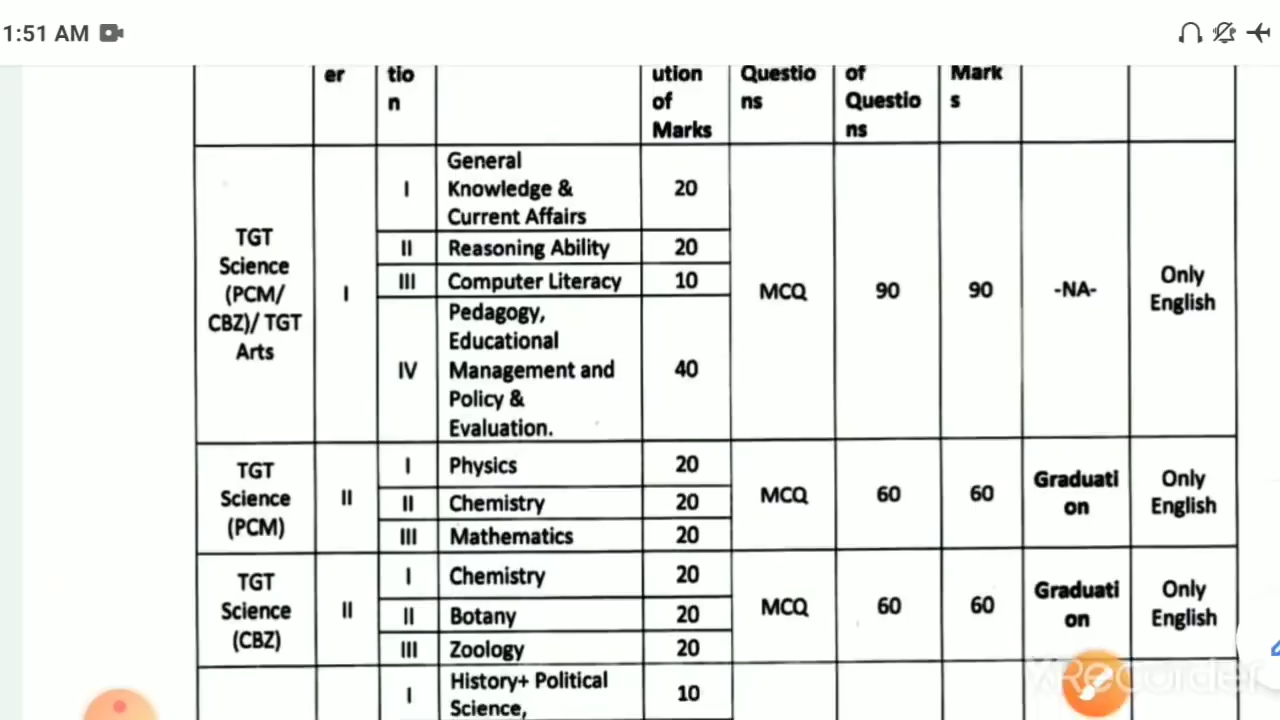 1:51 AM
er
tio
n
ution
of
Marks
Questio
ns
of
Questio
ns
Mark
s
TGT
Science
(PCM/
CBZ)/ TGT
Arts
I
I
General
Knowledge &
Current Affairs
20
II
Reasoning Ability
20
III
Computer Literacy
10
IV
Pedagogy,
Educational
Management and
Policy &
Evaluation.
40
MCQ
90
90
-NA-
Only
English
TGT
Science
(PCM)
II
I
Physics
20
II
Chemistry
20
III
Mathematics
20
MCQ
60
60
Graduati
on
Only
English
TGT
Science
(CBZ)
II
I
Chemistry
20
II
Botany
20
III
Zoology
20
MCQ
60
60
Graduati
on
Only
English
I
History+ Political
Science,
10
XRecorder